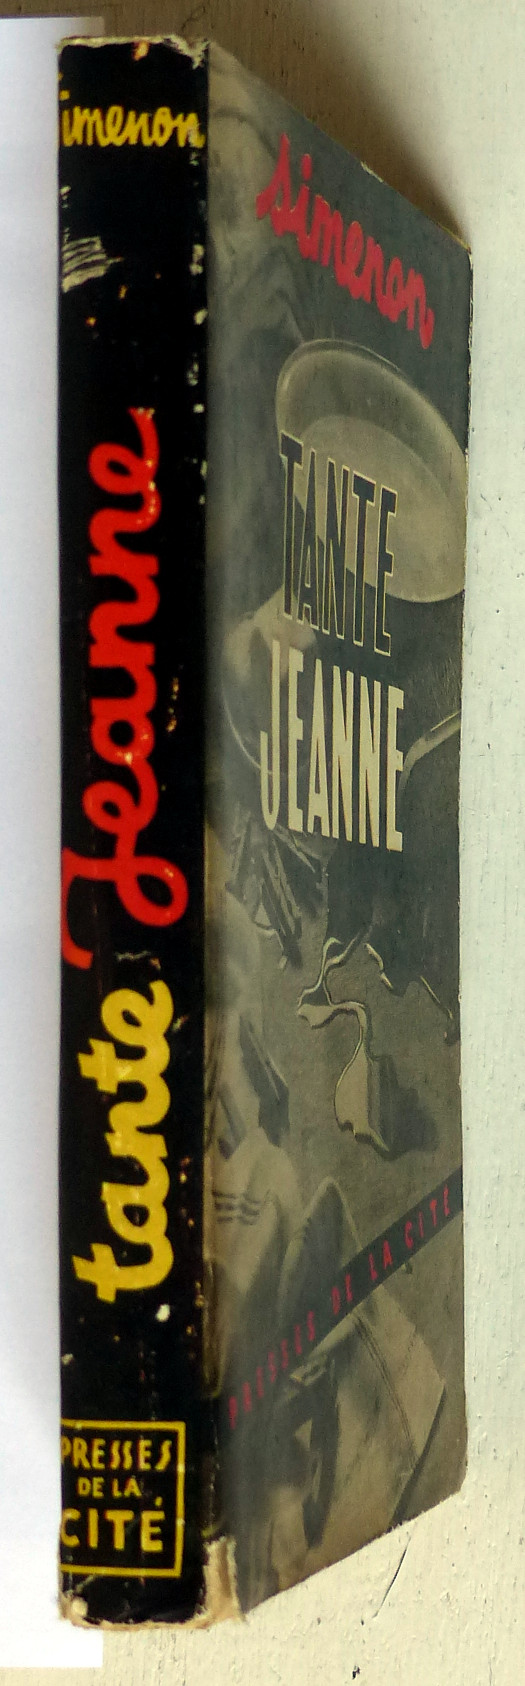 simenon
tante Jeanne
PRESSES
DE LA
CITÉ
simenon
TANTE
JEANNE
PRESSES DE LA CITÉ